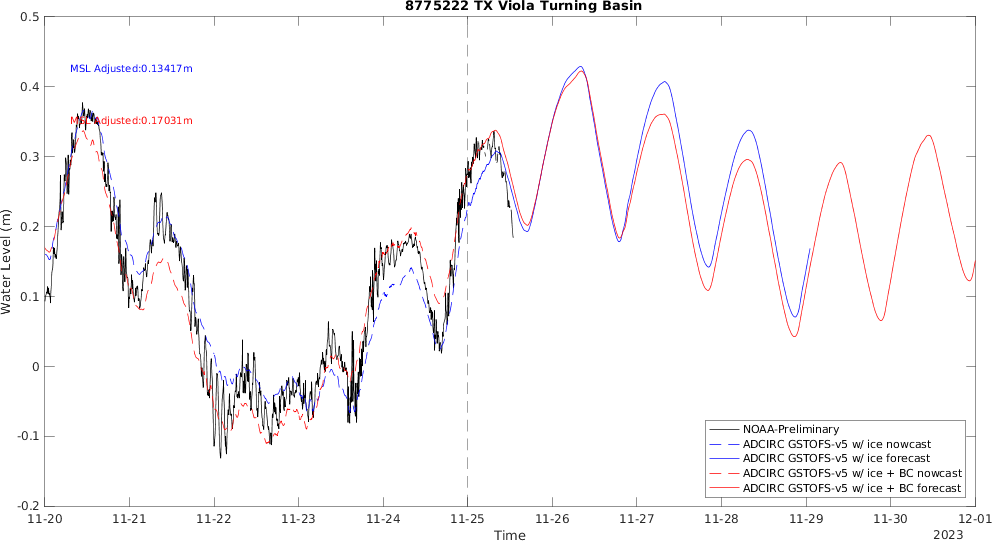 8775222 TX Viola Turning Basin
MSL Adjusted:0.13417m
MSL Adjusted:0.17031m
Water Level (m)
0.5
0.4
0.3
0.2
0.1
0
-0.1
-0.2
11-20 11-21 11-22 11-23 11-24 11-25 11-26 11-27 11-28 11-29 11-30 12-01
Time
2023
NOAA-Preliminary
ADCIRC GSTOFS-v5 w/ ice nowcast
ADCIRC GSTOFS-v5 w/ ice forecast
ADCIRC GSTOFS-v5 w/ ice + BC nowcast
ADCIRC GSTOFS-v5 w/ ice + BC forecast